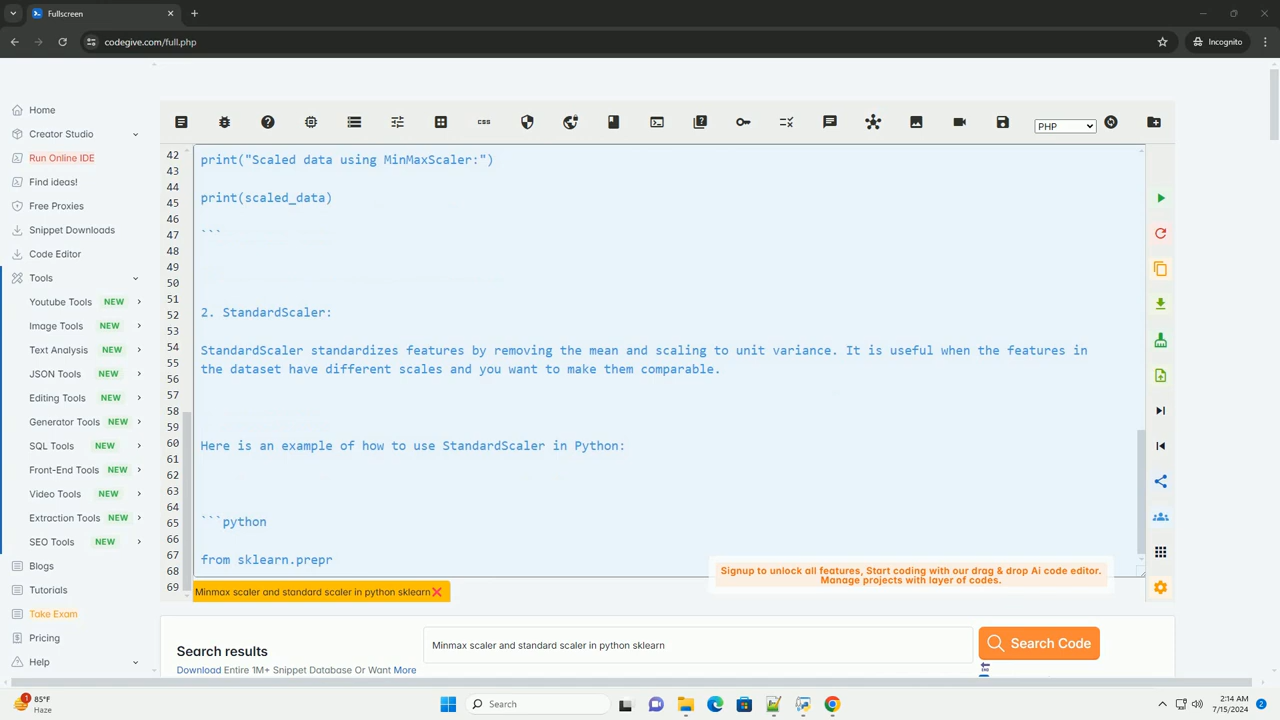 Fullscreen
codegive.com/full.php
Incognito
Home
Creator Studio
Run Online IDE
Find ideas!
Free Proxies
Snippet Downloads
Code Editor
Tools
Youtube Tools NEW
Image Tools NEW
Text Analysis NEW
JSON Tools NEW
Editing Tools NEW
Generator Tools NEW
SQL Tools NEW
Front-End Tools NEW
Video Tools NEW
Extraction Tools NEW
SEO Tools NEW
Blogs
Tutorials
Take Exam
Pricing
Help
CSS
PHP
42
43
44
45
46
47
48
49
50
51
52
53
54
55
56
57
58
59
60
61
62
63
64
65
66
67
68
69
print("Scaled data using MinMaxScaler:")
print(scaled_data)
```
2. StandardScaler:
StandardScaler standardizes features by removing the mean and scaling to unit variance. It is useful when the features in
the dataset have different scales and you want to make them comparable.
Here is an example of how to use StandardScaler in Python:
```python
from sklearn.prepr
Signup to unlock all features, Start coding with our drag & drop Ai code editor.
Manage projects with layer of codes.
Minmax scaler and standard scaler in python sklearn❌
Search results
Download Entire 1M+ Snippet Database Or Want More
Minmax scaler and standard scaler in python sklearn
Search Code
85°F
Haze
Search
2:14 AM
7/15/2024